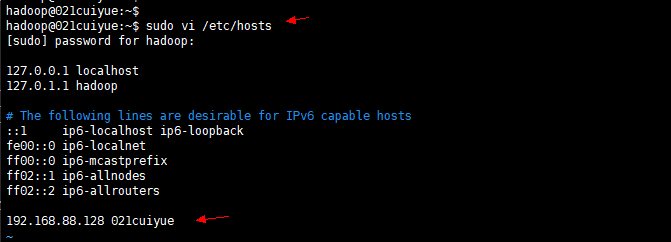 hadoop@021cuiyue:~$
hadoop@021cuiyue:~$ sudo vi /etc/hosts
[sudo] password for hadoop:
127.0.0.1 localhost
127.0.1.1 hadoop
# The following lines are desirable for IPv6 capable hosts
::1     ip6-localhost ip6-loopback
fe00::0 ip6-localnet
ff00::0 ip6-mcastprefix
ff02::1 ip6-allnodes
ff02::2 ip6-allrouters
192.168.88.128 021cuiyue
~